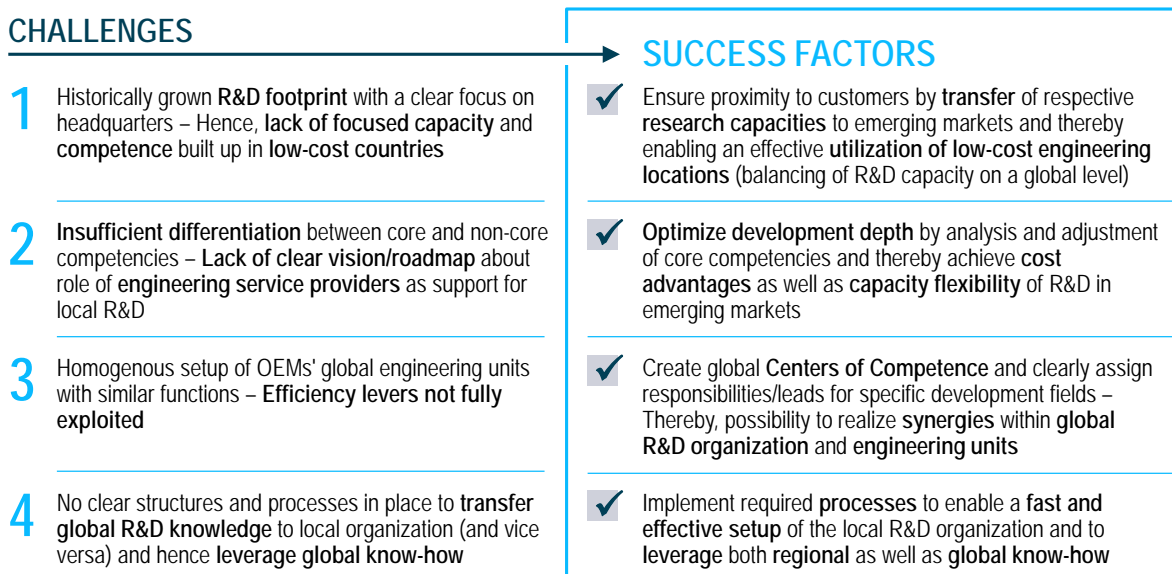 CHALLENGES
SUCCESS FACTORS
1
Historically grown R&D footprint with a clear focus on
headquarters – Hence, lack of focused capacity and
competence built up in low-cost countries
Ensure proximity to customers by transfer of respective
research capacities to emerging markets and thereby
enabling an effective utilization of low-cost engineering
locations (balancing of R&D capacity on a global level)
2
Insufficient differentiation between core and non-core
competencies – Lack of clear vision/roadmap about
role of engineering service providers as support for
local R&D
Optimize development depth by analysis and adjustment
of core competencies and thereby achieve cost
advantages as well as capacity flexibility of R&D in
emerging markets
3
Homogenous setup of OEMs' global engineering units
with similar functions – Efficiency levers not fully
exploited
Create global Centers of Competence and clearly assign
responsibilities/leads for specific development fields –
Thereby, possibility to realize synergies within global
R&D organization and engineering units
4
No clear structures and processes in place to transfer
global R&D knowledge to local organization (and vice
versa) and hence leverage global know-how
Implement required processes to enable a fast and
effective setup of the local R&D organization and to
leverage both regional as well as global know-how